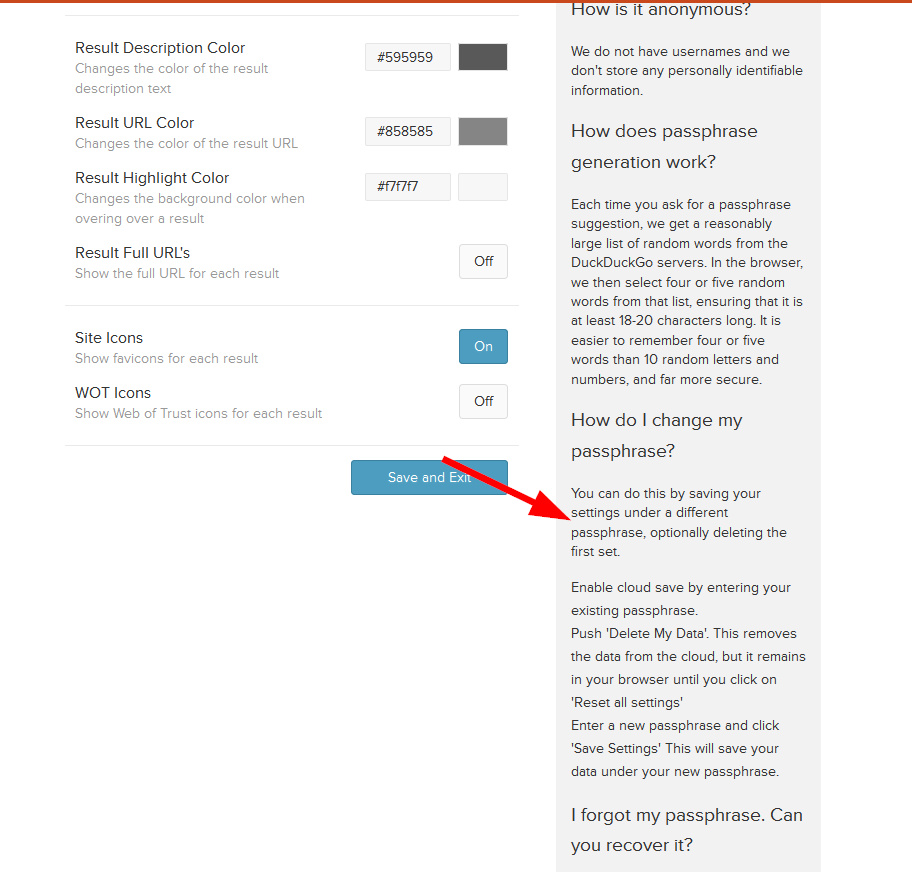 Result Description Color
Changes the color of the result
description text
#595959
Result URL Color
Changes the color of the result URL
#858585
Result Highlight Color
Changes the background color when
overing over a result
#f7f7f7
Result Full URL's
Show the full URL for each result
Off
Site Icons
Show favicons for each result
On
WOT Icons
Show Web of Trust icons for each result
Off
Save and Exit
How is it anonymous?
We do not have usernames and we
don't store any personally identifiable
information.
How does passphrase
generation work?
Each time you ask for a passphrase
suggestion, we get a reasonably
large list of random words from the
DuckDuckGo servers. In the browser,
we then select four or five random
words from that list, ensuring that it is
at least 18-20 characters long. It is
easier to remember four or five
words than 10 random letters and
numbers, and far more secure.
How do I change my
passphrase?
You can do this by saving your
settings under a different
passphrase, optionally deleting the
first set.
Enable cloud save by entering your
existing passphrase.
Push 'Delete My Data'. This removes
the data from the cloud, but it remains
in your browser until you click on
'Reset all settings'
Enter a new passphrase and click
'Save Settings' This will save your
data under your new passphrase.
I forgot my passphrase. Can
you recover it?